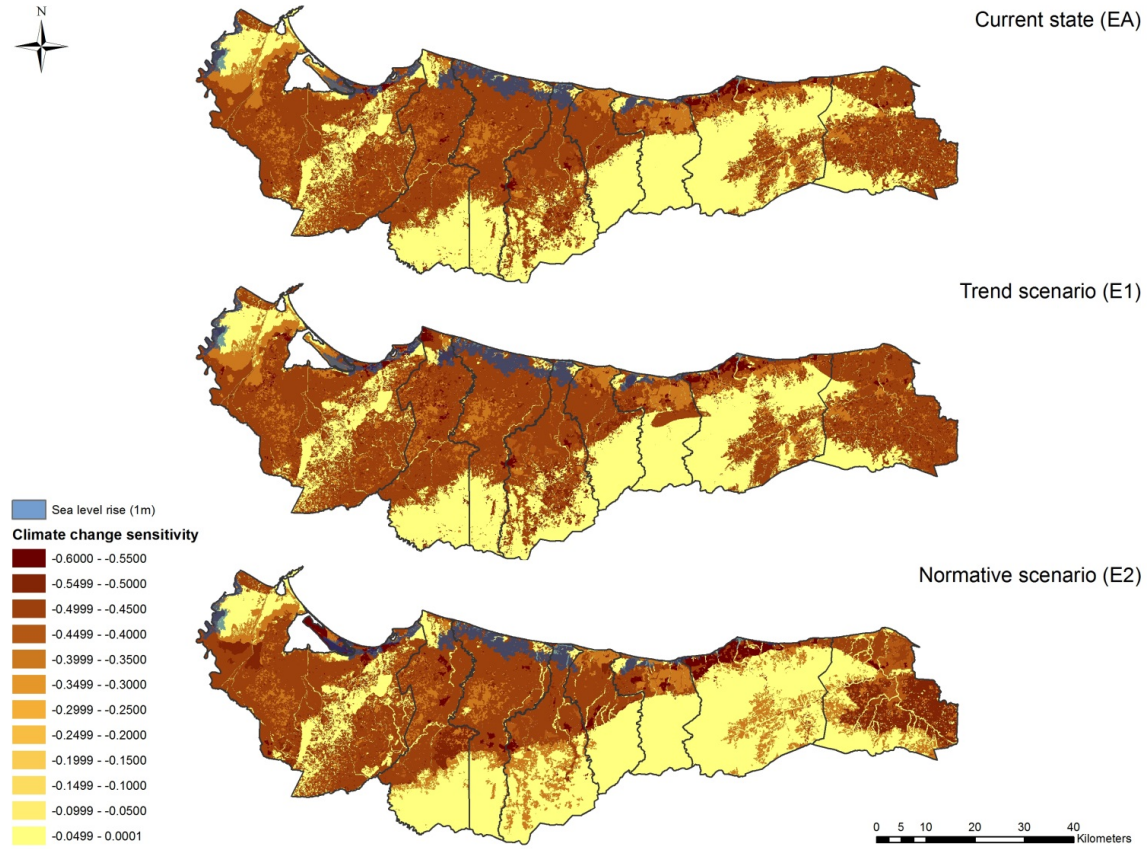 N
Current state (EA)
Trend scenario (E1)
Normative scenario (E2)
Sea level rise (1m)
Climate change sensitivity
-0.6000 - -0.5500
-0.5499 - -0.5000
-0.4999 - -0.4500
-0.4499 - -0.4000
-0.3999 - -0.3500
-0.3499 - -0.3000
-0.2999 - -0.2500
-0.2499 - -0.2000
-0.1999 - -0.1500
-0.1499 - -0.1000
-0.0999 - -0.0500
-0.0499 - 0.0001
0 5 10 20 30 40
Kilometers